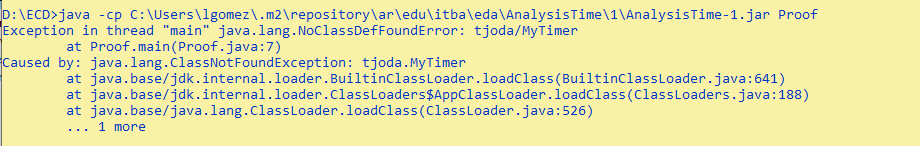 D:\ECD>java -cp C:\Users\lgomez\.m2\repository\ar\edu\itba\eda\AnalysisTime\1\AnalysisTime-1.jar Proof
Exception in thread "main" java.lang.NoClassDefFoundError: tjoda/MyTimer
at Proof.main(Proof.java:7)
Caused by: java.lang.ClassNotFoundException: tjoda.MyTimer
at java.base/jdk.internal.loader.BuiltinClassLoader.loadClass(BuiltinClassLoader.java:641)
at java.base/jdk.internal.loader.ClassLoaders$AppClassLoader.loadClass(ClassLoaders.java:188)
at java.base/java.lang.ClassLoader.loadClass(ClassLoader.java:526)
... 1 more